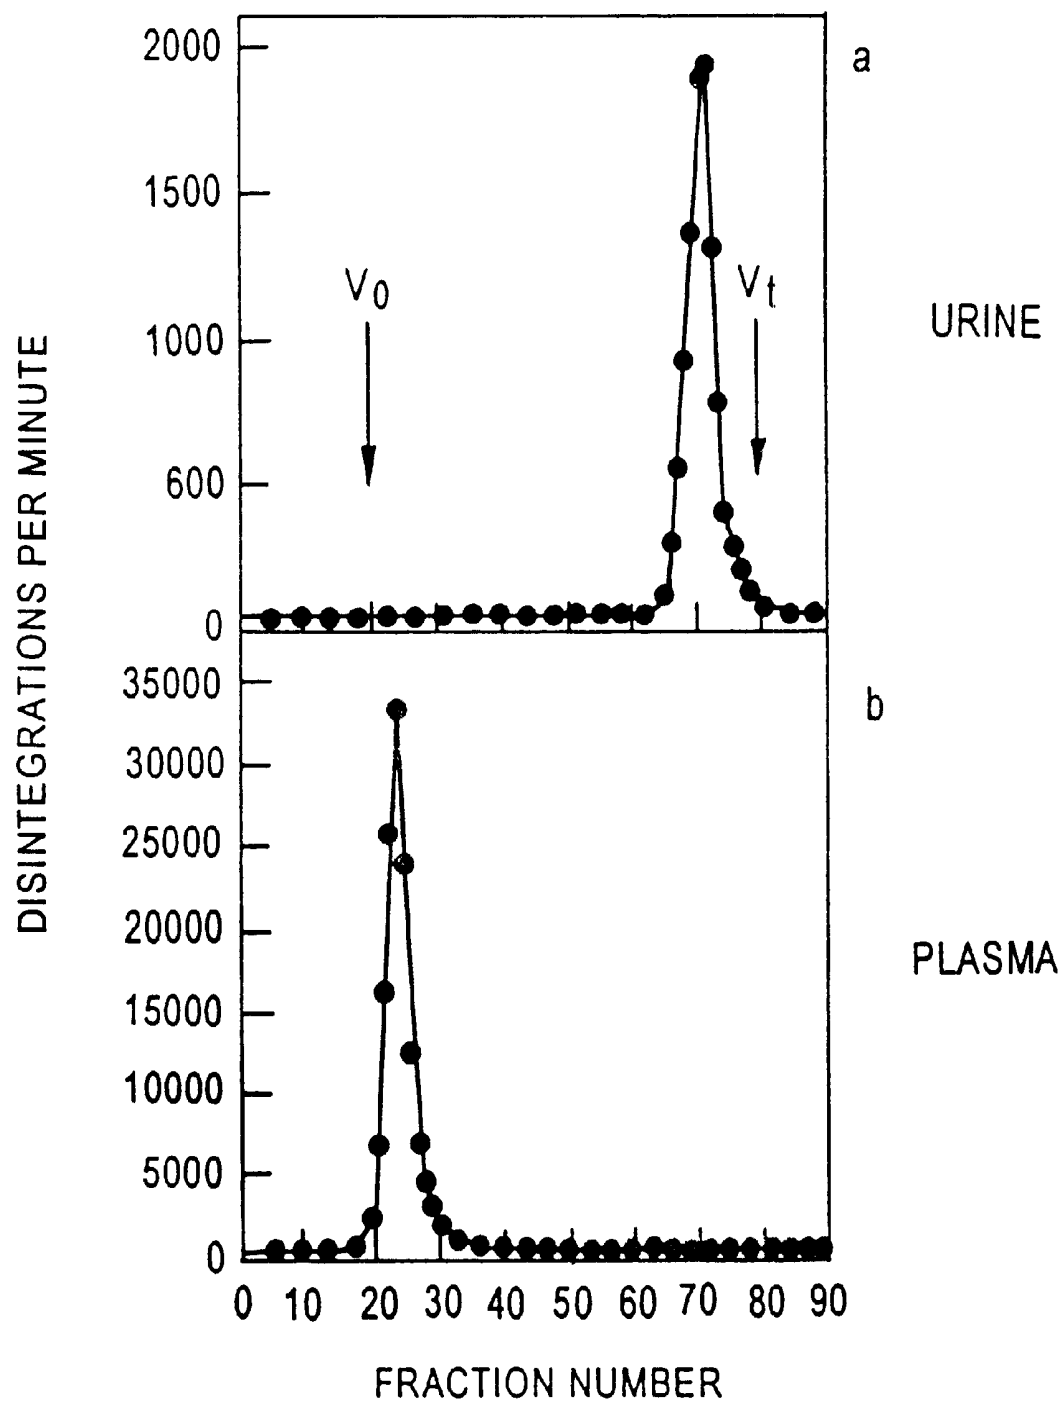 a
2000
1500
1000
600
0
V0
Vt
URINE
DISINTEGRATIONS PER MINUTE
b
35000
30000
25000
20000
15000
10000
5000
0
PLASMA
0 10 20 30 40 50 60 70 80 90
FRACTION NUMBER